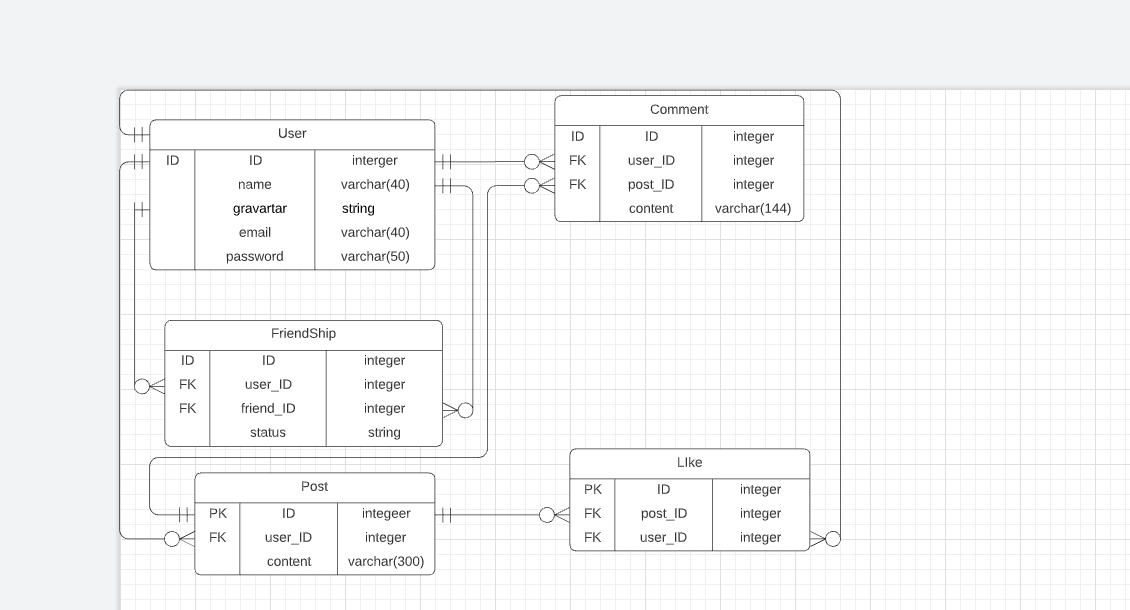 User
ID ID interger
name varchar(40)
gravartar string
email varchar(40)
password varchar(50)
Comment
ID ID integer
FK user_ID integer
FK post_ID integer
content varchar(144)
FriendShip
ID ID integer
FK user_ID integer
FK friend_ID integer
status string
Post
PK ID integeer
FK user_ID integer
content varchar(300)
LIke
PK ID integer
FK post_ID integer
FK user_ID integer